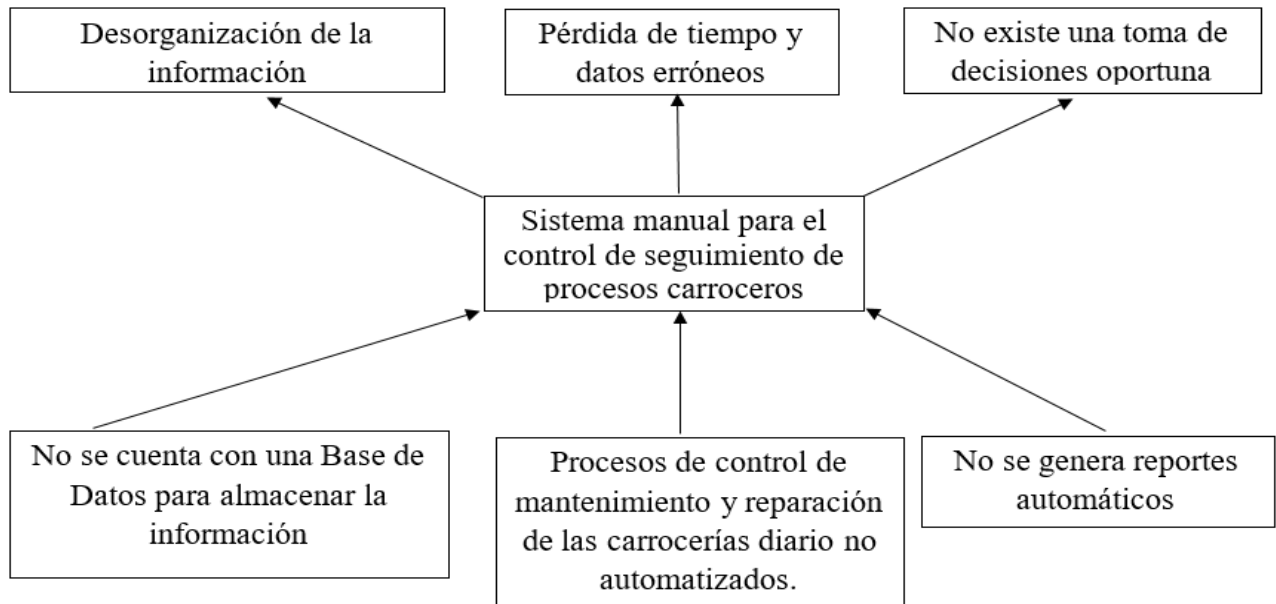 Desorganización de la
información
Pérdida de tiempo y
datos erróneos
No existe una toma de
decisiones oportuna
Sistema manual para el
control de seguimiento de
procesos carroceros
No se cuenta con una Base de
Datos para almacenar la
información
Procesos de control de
mantenimiento y reparación
de las carrocerías diario no
automatizados.
No se genera reportes
automáticos